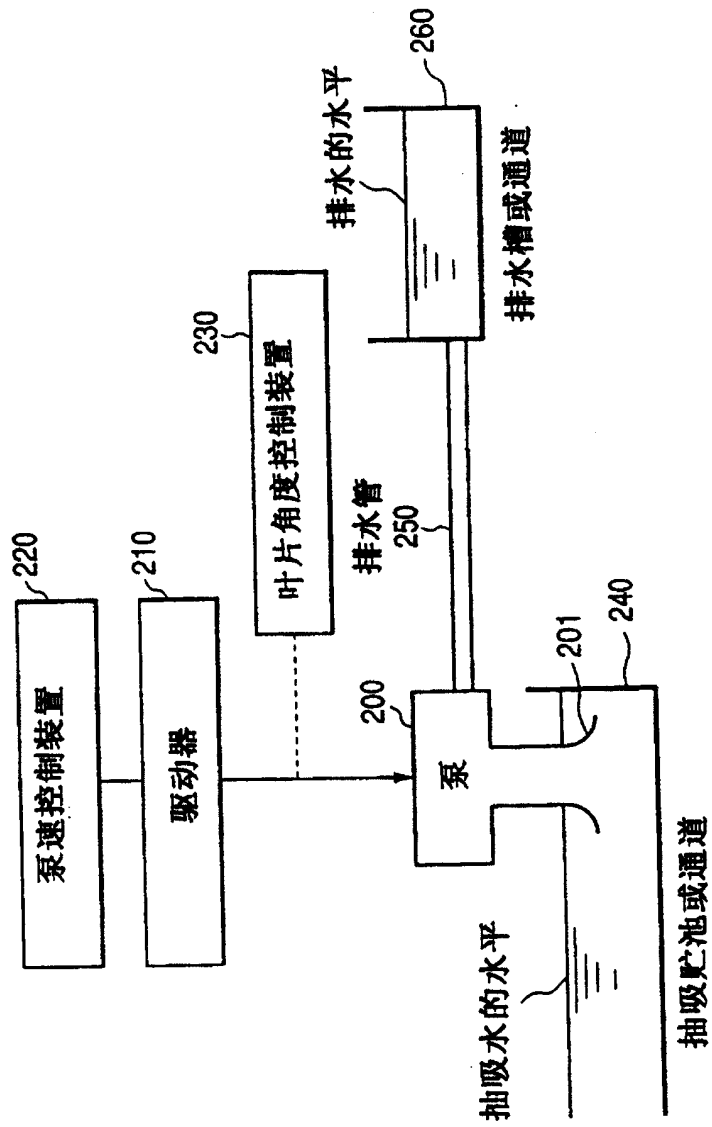 220
泵速控制装置
210
驱动器
230
叶片角度控制装置
排水的水平
260
200
泵
排水管
250
排水槽或通道
201
240
抽吸水的水平
抽吸贮池或通道